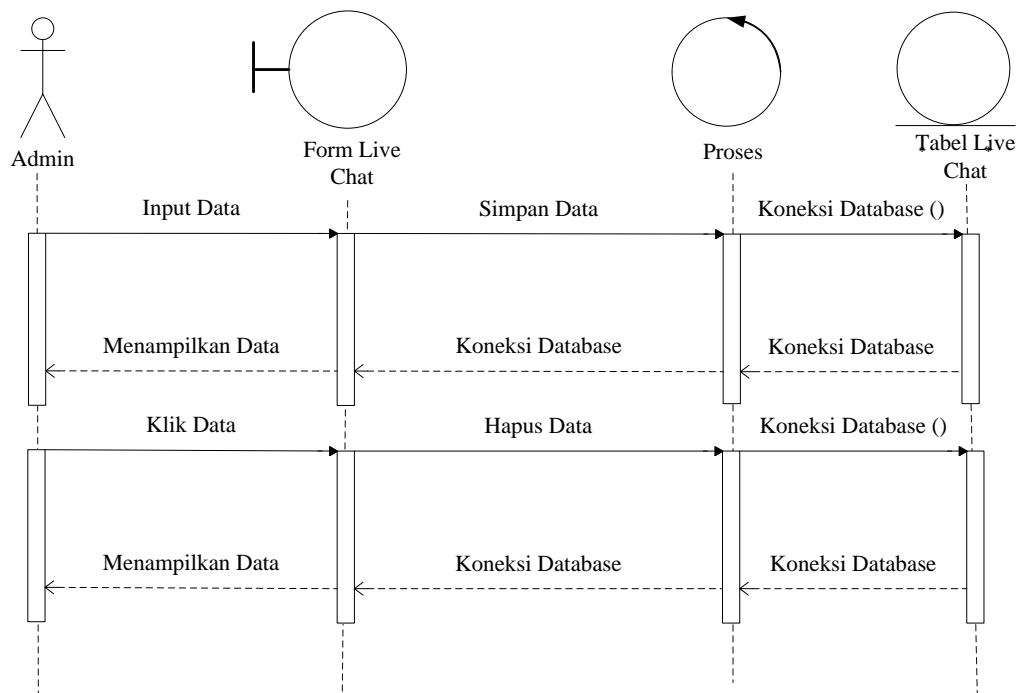 Admin
Form Live
Chat
Proses
Tabel Live
Chat
Input Data
Simpan Data
Koneksi Database ()
Menampilkan Data
Koneksi Database
Koneksi Database
Klik Data
Hapus Data
Koneksi Database ()
Menampilkan Data
Koneksi Database
Koneksi Database